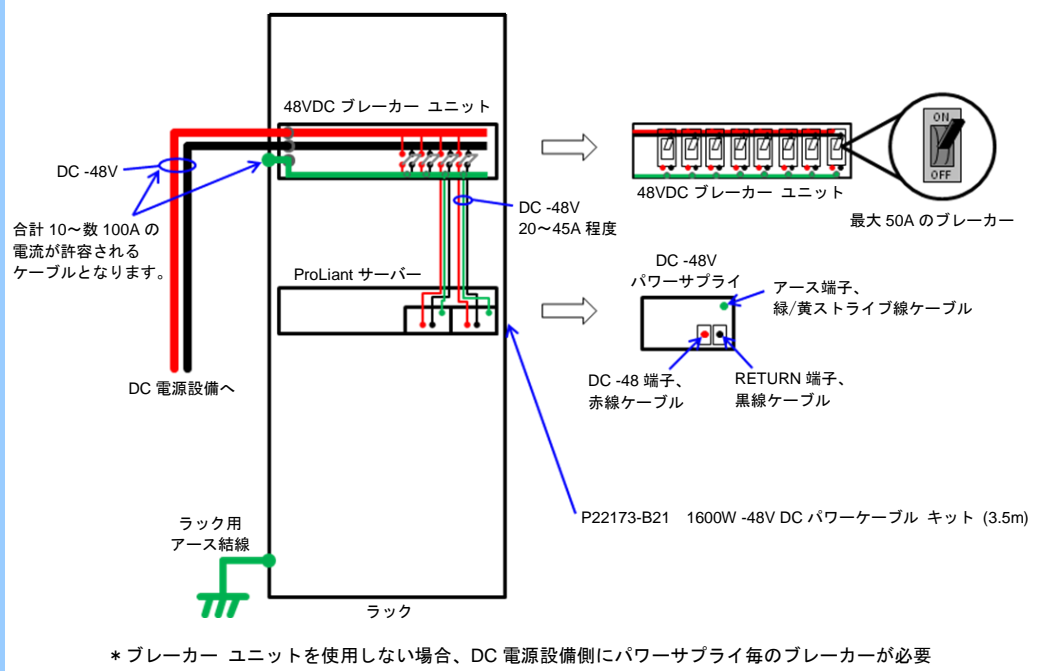 48VDC ブレーカー ユニット
DC -48V
合計 10～数 100A の
電流が許容される
ケーブルとなります。
DC 電源設備へ
DC -48V
20～45A 程度
ProLiant サーバー
48VDC ブレーカー ユニット
ON
OFF
最大 50A のブレーカー
DC -48V
パワーサプライ
アース端子、
緑/黄ストライプ線ケーブル
DC -48 端子、
赤線ケーブル
RETURN 端子、
黒線ケーブル
P22173-B21 1600W -48V DC パワーケーブル キット (3.5m)
ラック用
アース結線
ラック
* ブレーカー ユニットを使用しない場合、DC 電源設備側にパワーサプライ毎のブレーカーが必要